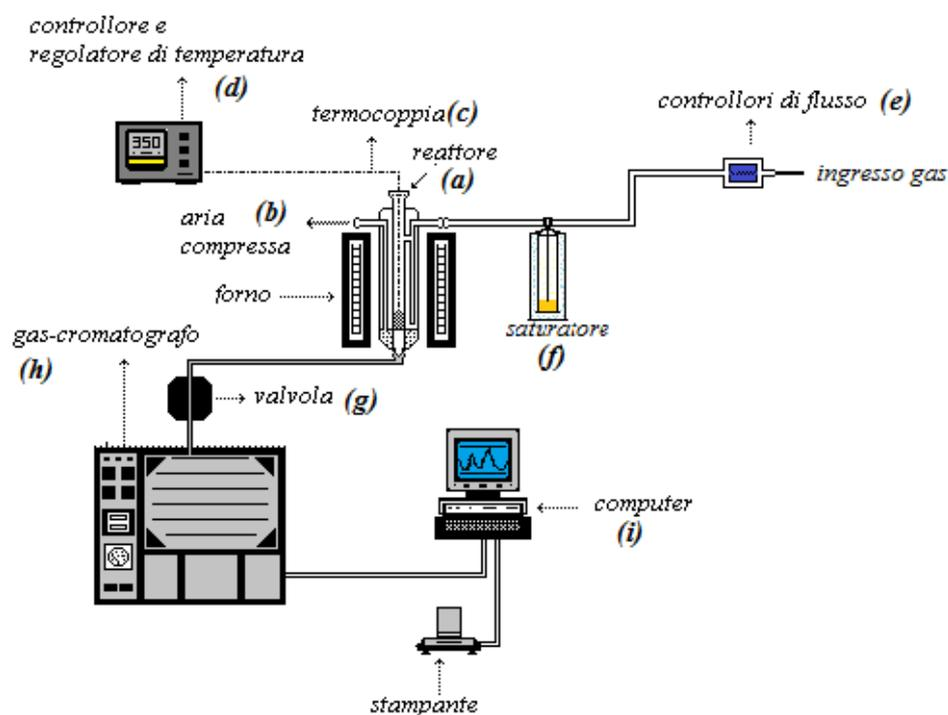 controllore e
regolatore di temperatura
(d)
termocoppia(c)
controllori di flusso (e)
350
reattore
(a)
ingresso gas
aria (b)
compressa
forno
gas-cromatografo
(h)
saturatore
(f)
valvola (g)
computer
(i)
stampante